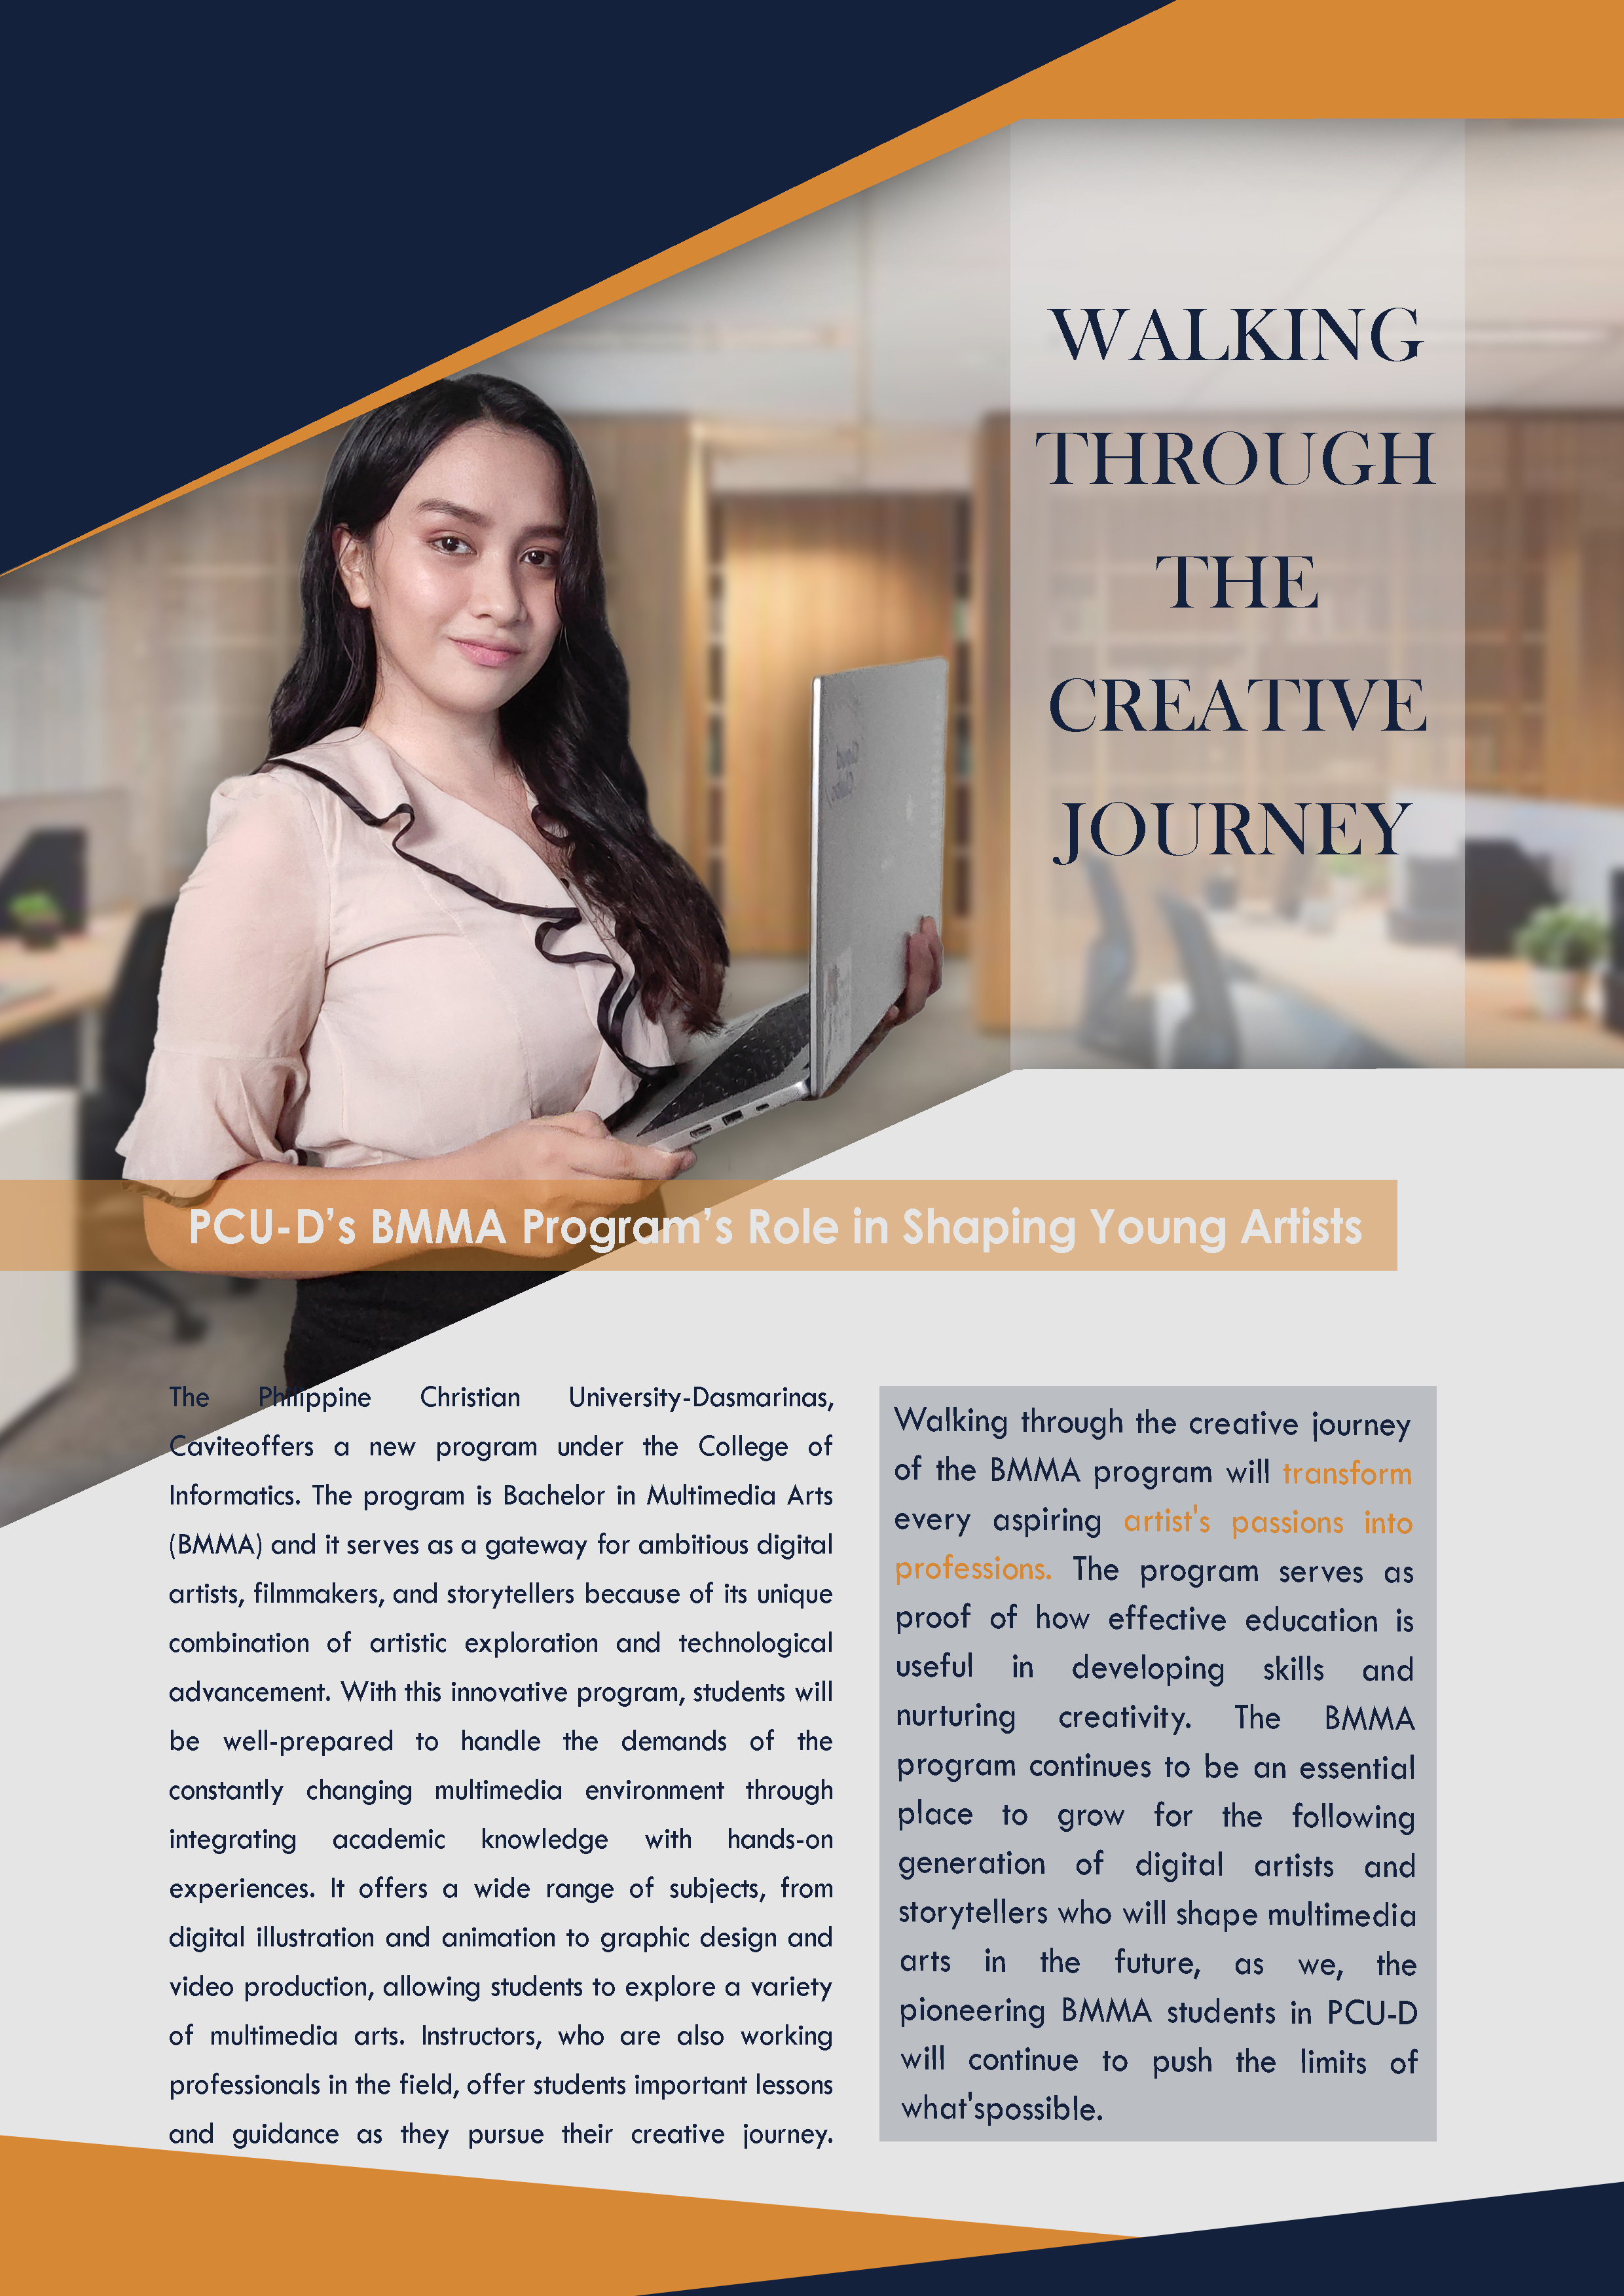 WALKING
THROUGH
THE
CREATIVE
JOURNEY
PCU-D’s BMMA Program’s Role in Shaping Young Artists
The Philippine Christian University-Dasmarinas,
Caviteoffers a new program under the College of
Informatics. The program is Bachelor in Multimedia Arts
(BMMA) and it serves as a gateway for ambitious digital
artists, filmmakers, and storytellers because of its unique
combination of artistic exploration and technological
advancement. With this innovative program, students will
be well-prepared to handle the demands of the
constantly changing multimedia environment through
integrating academic knowledge with hands-on
experiences. It offers a wide range of subjects, from
digital illustration and animation to graphic design and
video production, allowing students to explore a variety
of multimedia arts. Instructors, who are also working
professionals in the field, offer students important lessons
and guidance as they pursue their creative journey.
Walking through the creative journey
of the BMMA program will transform
every aspiring artist's passions into
professions. The program serves as
proof of how effective education is
useful in developing skills and
nurturing creativity. The BMMA
program continues to be an essential
place to grow for the following
generation of digital artists and
storytellers who will shape multimedia
arts in the future, as we, the
pioneering BMMA students in PCU-D
will continue to push the limits of
what'spossible.